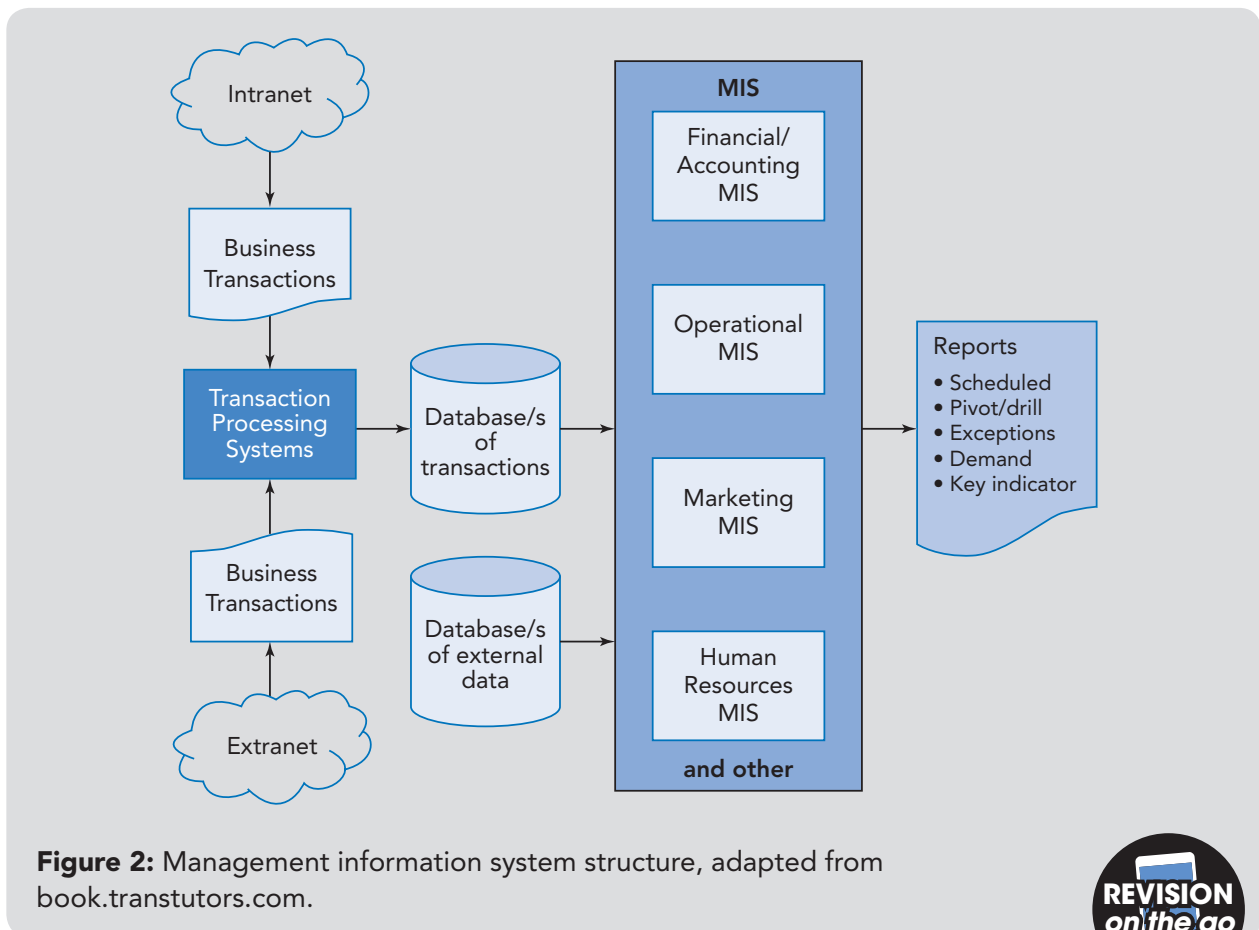 Intranet
Business
Transactions
Transaction
Processing
Systems
Business
Transactions
Extranet
Database/s
of
transactions
Database/s
of external
data
MIS
Financial/
Accounting
MIS
Operational
MIS
Marketing
MIS
Human
Resources
MIS
and other
Reports
• Scheduled
• Pivot/drill
• Exceptions
• Demand
• Key indicator
Figure 2: Management information system structure, adapted from
book.transtutors.com.
REVISION
on the go